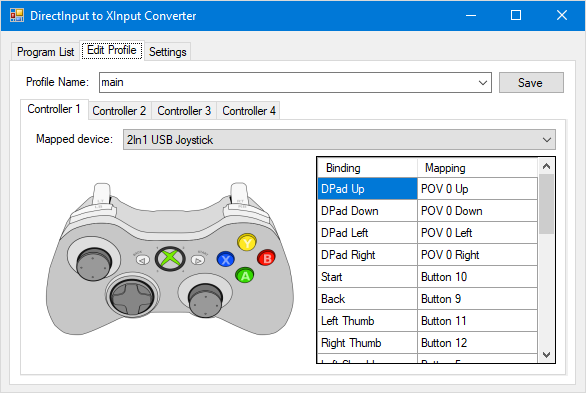 DirectInput to XInput Converter
Program List Edit Profile Settings
Profile Name: main Save
Controller 1 Controller 2 Controller 3 Controller 4
Mapped device: 2In1 USB Joystick
Binding Mapping
DPad Up POV 0 Up
DPad Down POV 0 Down
DPad Left POV 0 Left
DPad Right POV 0 Right
Start Button 10
Back Button 9
Left Thumb Button 11
Right Thumb Button 12
Y
X B
A